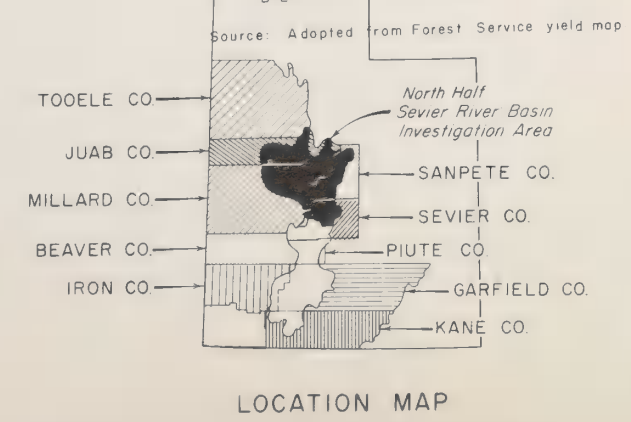 Source: Adopted from Forest Service yield map
North Half
Sevier River Basin
Investigation Area
TOOELE CO.
JUAB CO.
MILLARD CO.
BEAVER CO.
IRON CO.
SANPETE CO.
SEVIER CO.
PIUTE CO.
GARFIELD CO.
KANE CO.
LOCATION MAP